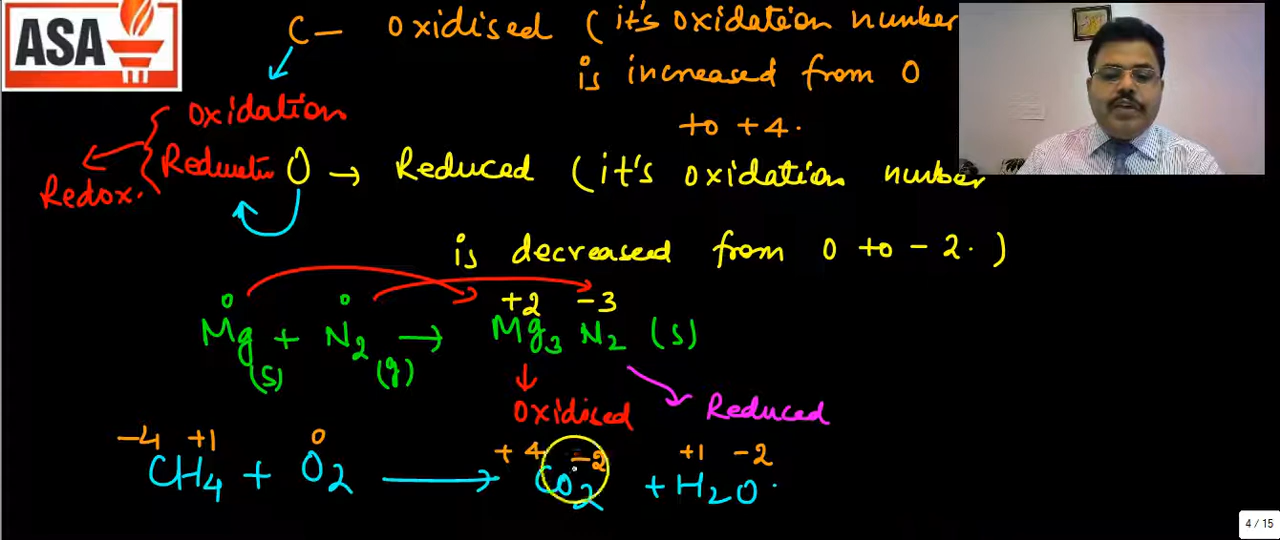 ASA
C — oxidised (it's oxidation number
is increased from 0
to +4.
oxidation
Redox.
O → Reduced (it's oxidation number
is decreased from 0 to -2.)
0 0 +2 -3
Mg(s) + N2(g) → Mg3 N2 (s)
Oxidised
Reduced
-4 +1 0 +4 -2 +1 -2
CH4 + O2 → CO2 + H2O.
4 / 15